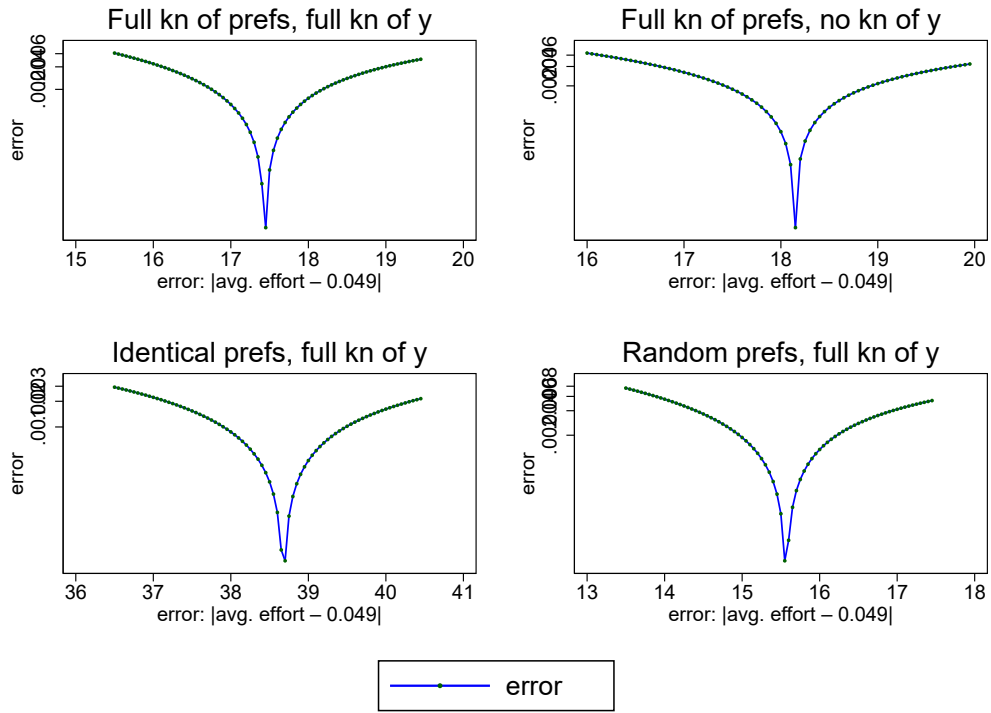 Full kn of prefs, full kn of y
error
15 16 17 18 19 20
error: |avg. effort – 0.049|
Full kn of prefs, no kn of y
error
16 17 18 19 20
error: |avg. effort – 0.049|
Identical prefs, full kn of y
error
36 37 38 39 40 41
error: |avg. effort – 0.049|
Random prefs, full kn of y
error
13 14 15 16 17 18
error: |avg. effort – 0.049|
error